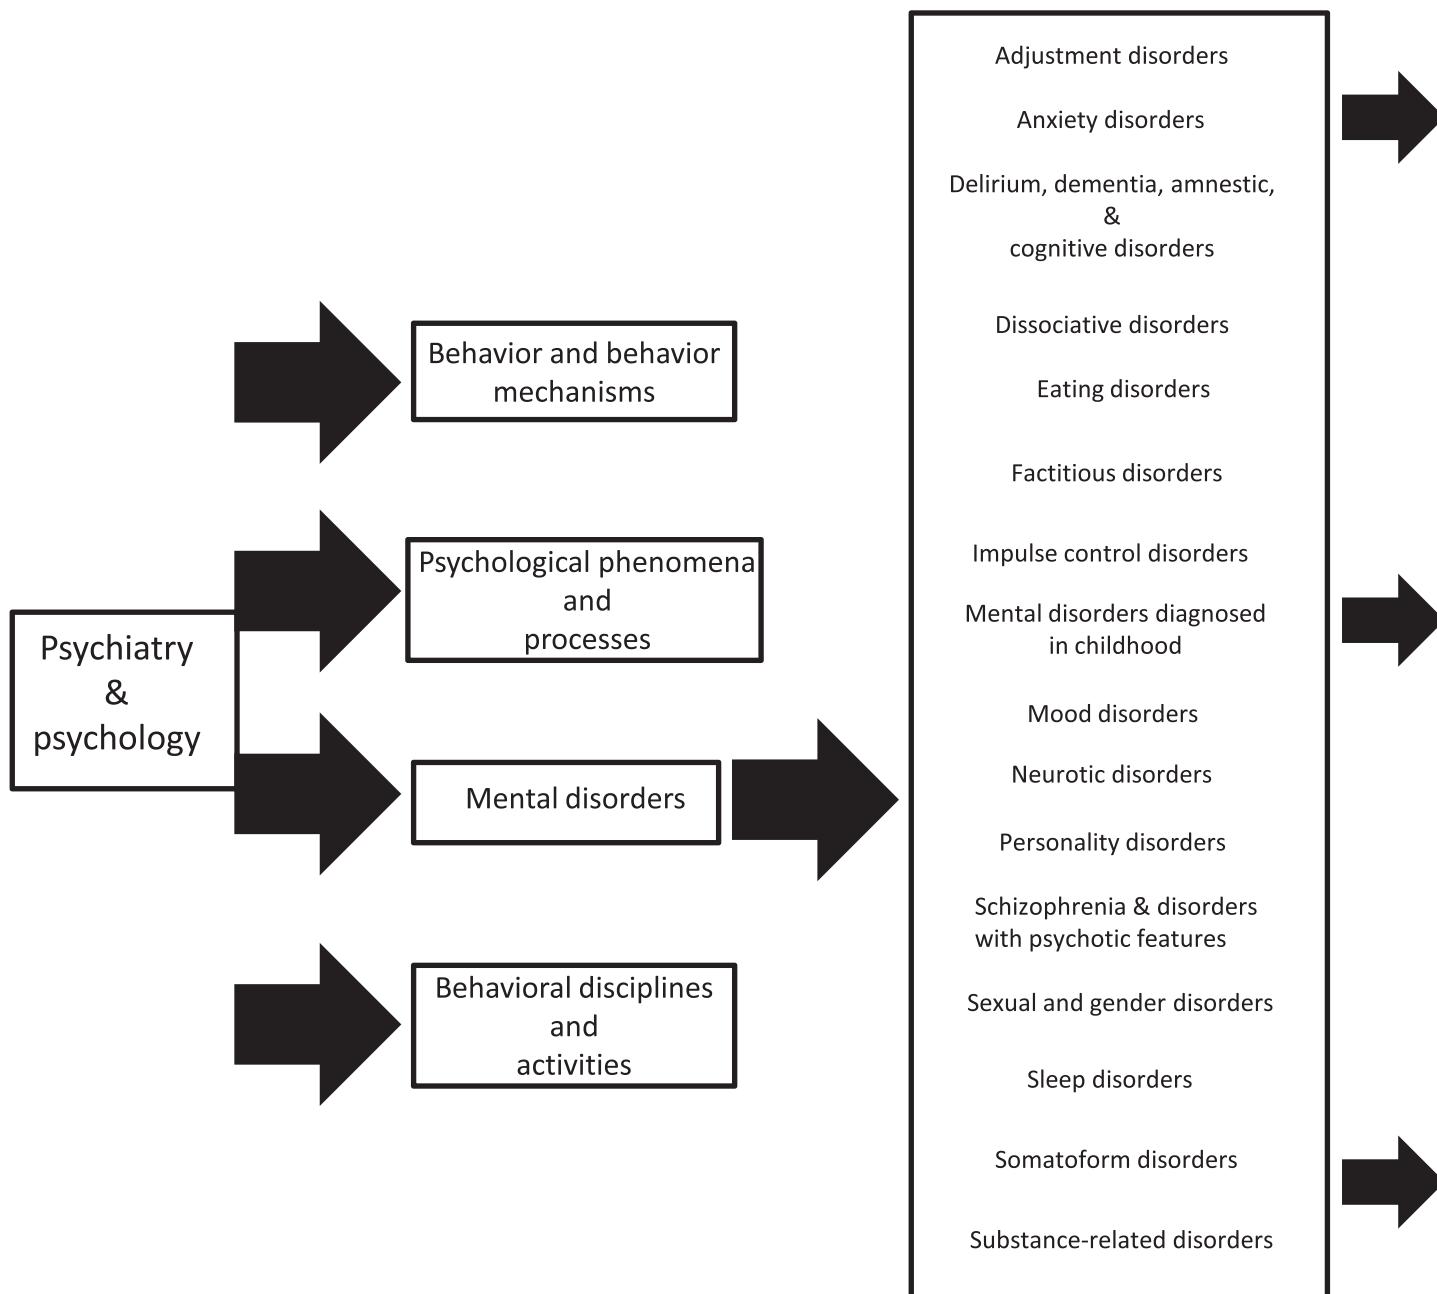 Psychiatry
&
psychology
Behavior and behavior
mechanisms
Psychological phenomena
and
processes
Mental disorders
Behavioral disciplines
and
activities
Adjustment disorders
Anxiety disorders
Delirium, dementia, amnestic,
&
cognitive disorders
Dissociative disorders
Eating disorders
Factitious disorders
Impulse control disorders
Mental disorders diagnosed
in childhood
Mood disorders
Neurotic disorders
Personality disorders
Schizophrenia & disorders
with psychotic features
Sexual and gender disorders
Sleep disorders
Somatoform disorders
Substance-related disorders